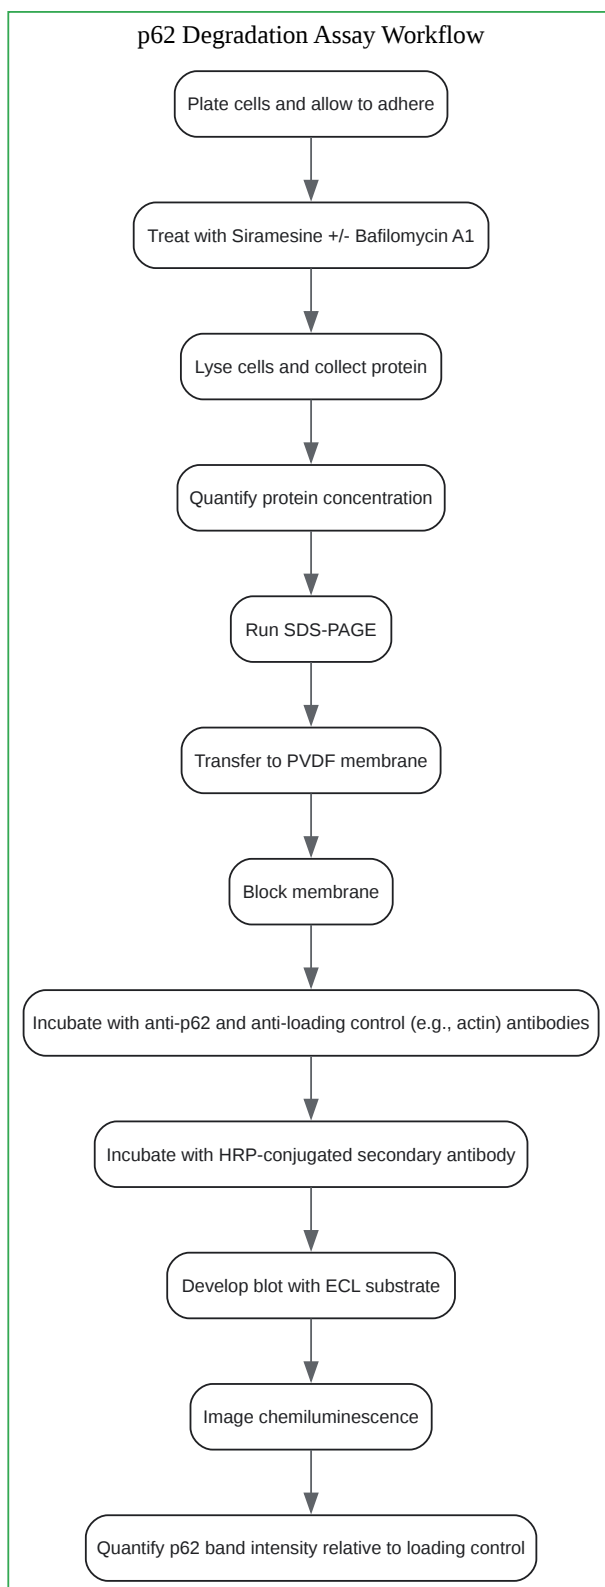 p62 Degradation Assay Workflow
Plate cells and allow to adhere
Treat with Siramesine +/- Bafilomycin A1
Lyse cells and collect protein
Quantify protein concentration
Run SDS-PAGE
Transfer to PVDF membrane
Block membrane
Incubate with anti-p62 and anti-loading control (e.g., actin) antibodies
Incubate with HRP-conjugated secondary antibody
Develop blot with ECL substrate
Image chemiluminescence
Quantify p62 band intensity relative to loading control